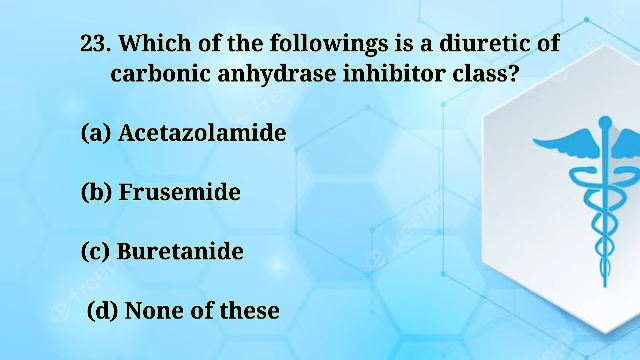 23. Which of the followings is a diuretic of
carbonic anhydrase inhibitor class?
(a) Acetazolamide
(b) Frusemide
(c) Buretanide
(d) None of these